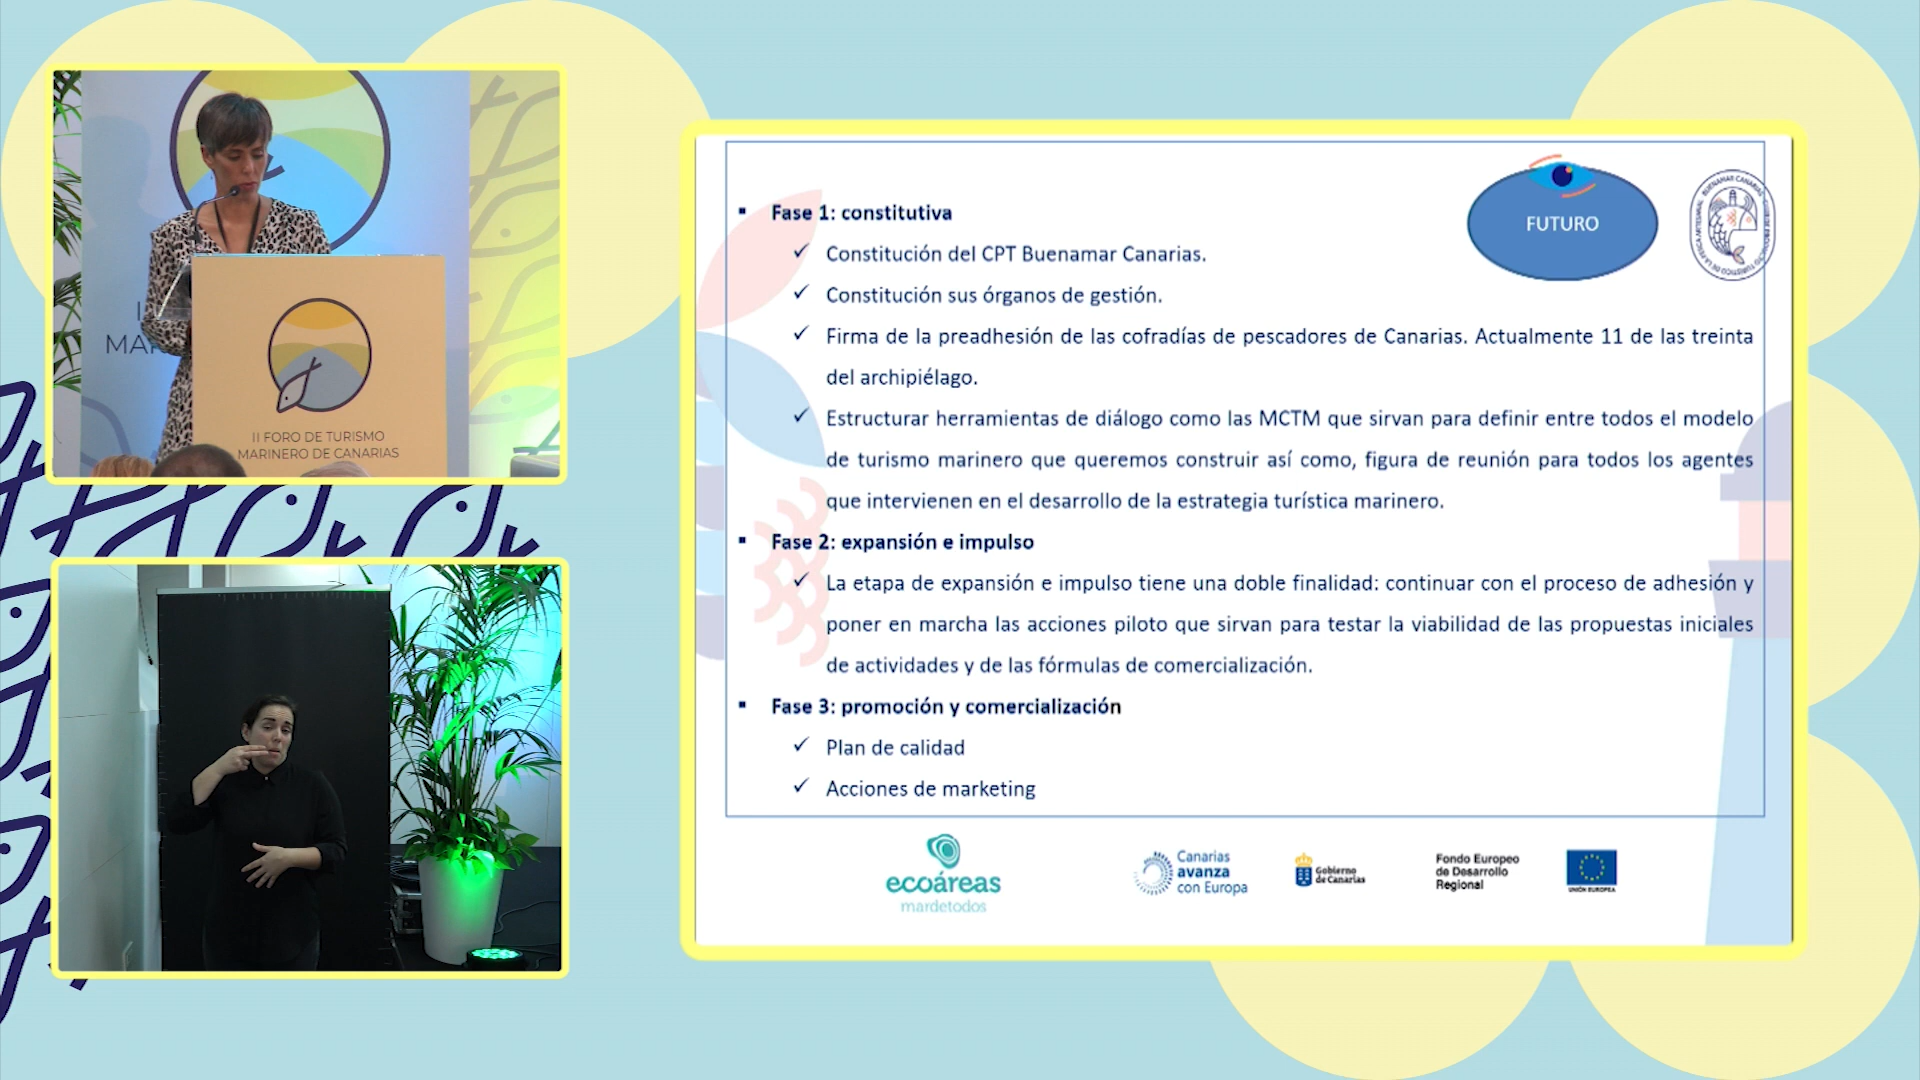 MAR
II FORO DE TURISMO
MARINERO DE CANARIAS
Fase 1: constitutiva
Constitución del CPT Buenamar Canarias.
Constitución sus órganos de gestión.
Firma de la preadhesión de las cofradías de pescadores de Canarias. Actualmente 11 de las treinta
del archipiélago.
Estructurar herramientas de diálogo como las MCTM que sirvan para definir entre todos el modelo
de turismo marinero que queremos construir así como, figura de reunión para todos los agentes
que intervienen en el desarrollo de la estrategia turística marinero.
Fase 2: expansión e impulso
La etapa de expansión e impulso tiene una doble finalidad: continuar con el proceso de adhesión y
poner en marcha las acciones piloto que sirvan para testar la viabilidad de las propuestas iniciales
de actividades y de las fórmulas de comercialización.
Fase 3: promoción y comercialización
Plan de calidad
Acciones de marketing
FUTURO
BUENAMAR CANARIAS
ecoáreas
mardetodos
Canarias
avanza
con Europa
Gobierno
de Canarias
Fondo Europeo
de Desarrollo
Regional
UNIÓN EUROPEA